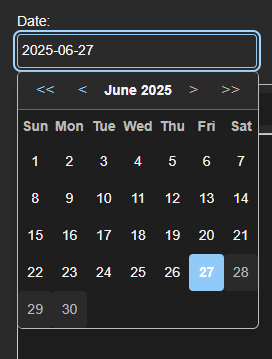 Date:
2025-06-27
<< < June 2025 > >>
Sun Mon Tue Wed Thu Fri Sat
1 2 3 4 5 6 7
8 9 10 11 12 13 14
15 16 17 18 19 20 21
22 23 24 25 26 27 28
29 30